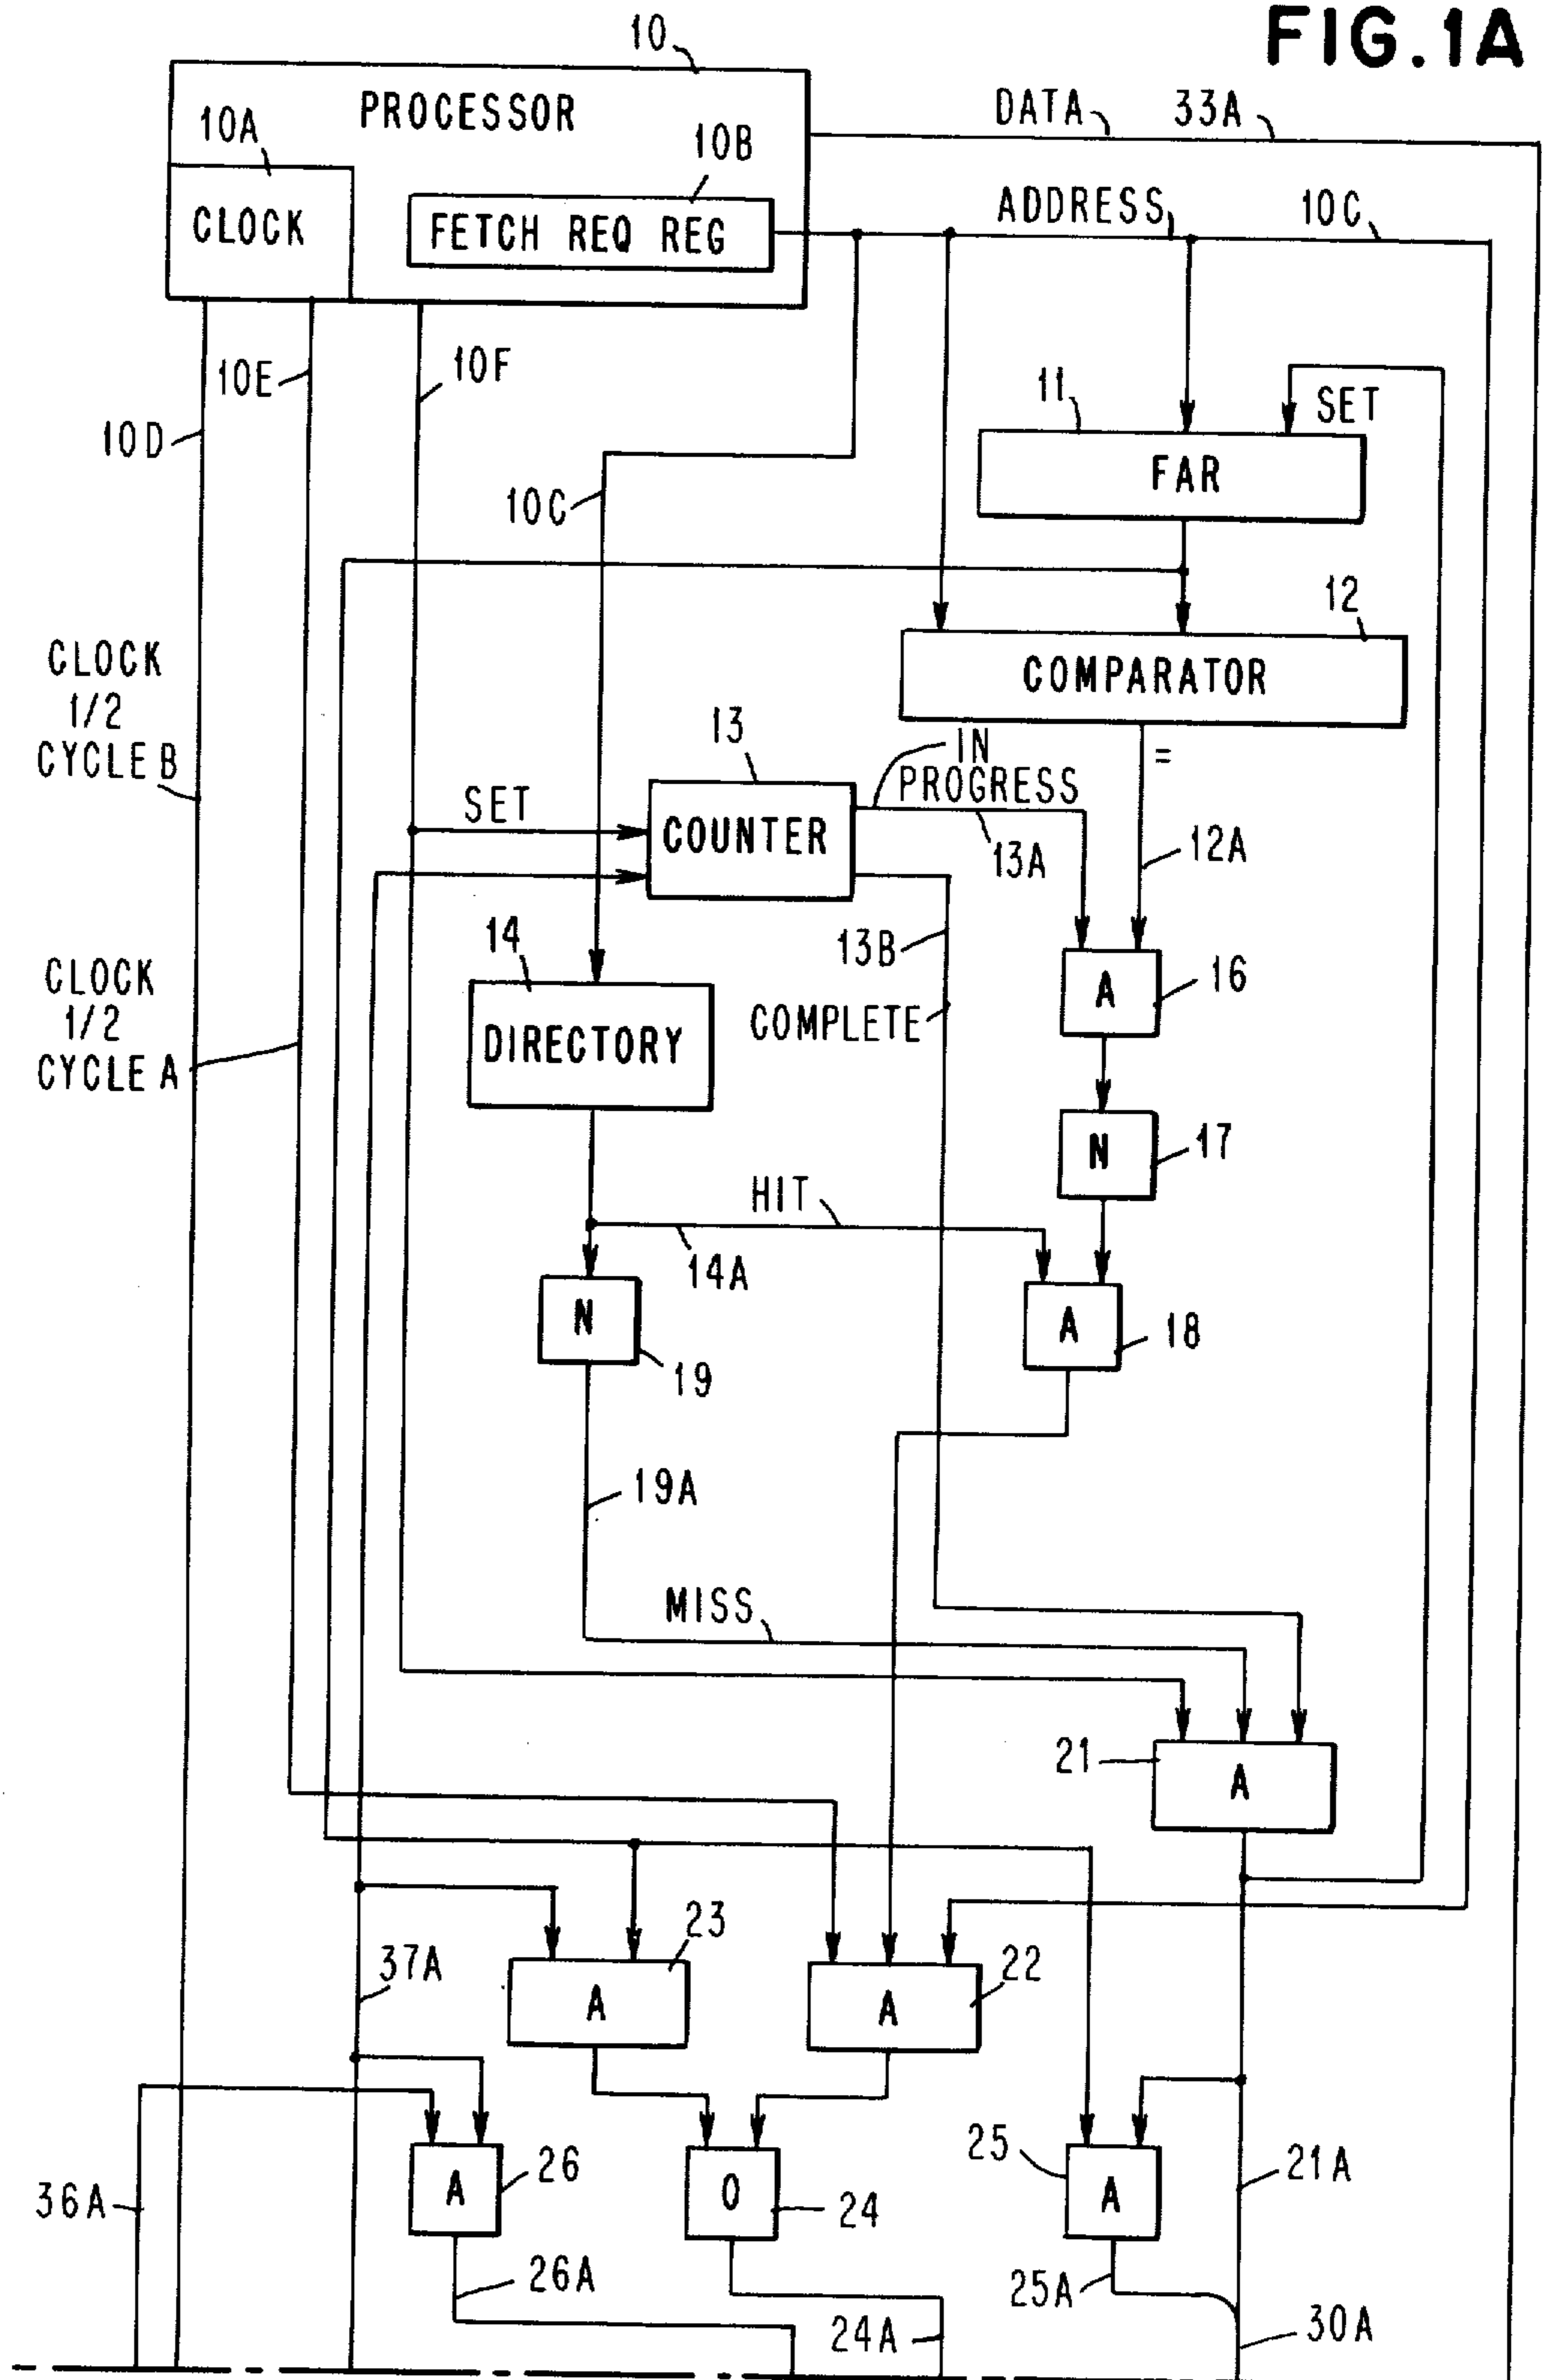 FIG.1A
10
PROCESSOR
DATA
33A
10A
10B
CLOCK
FETCH REQ REG
ADDRESS
10C
10E
10F
10D
11
SET
FAR
10C
12
COMPARATOR
CLOCK
1/2
CYCLE B
13
IN
PROGRESS
=
SET
COUNTER
13A
12A
14
13B
A
16
CLOCK
1/2
CYCLE A
COMPLETE
DIRECTORY
N
17
HIT
14A
N
19
A
18
19A
MISS
21
A
23
37A
A
22
A
36A
A
26
O
24
25
A
21A
26A
25A
24A
30A